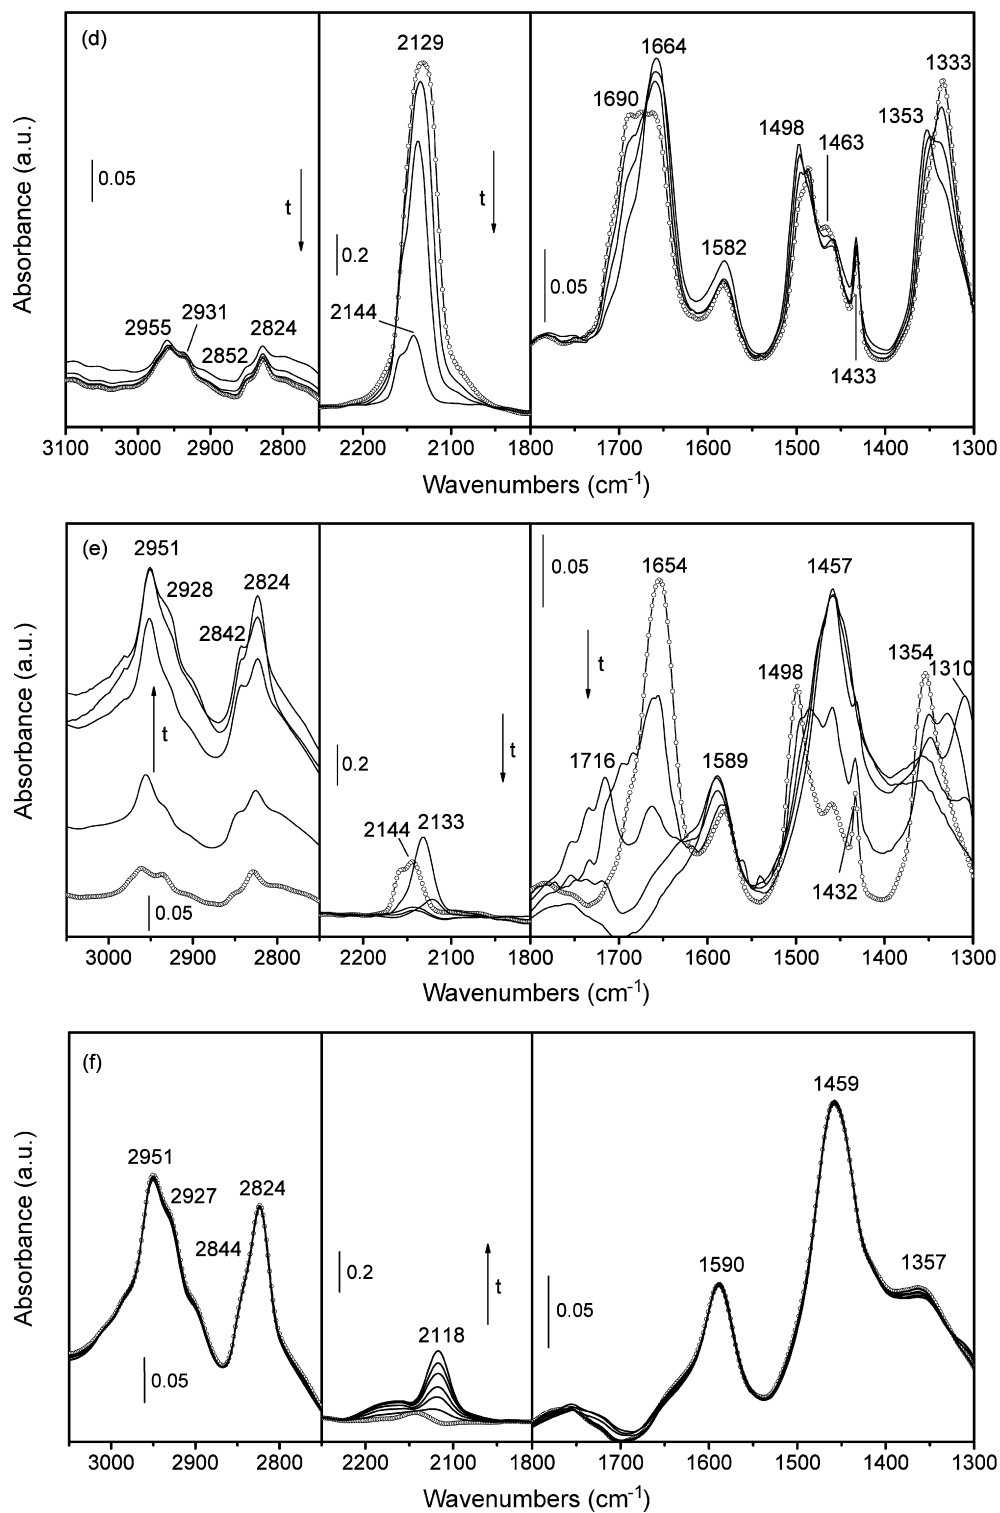 (d)
2129
1664
1333
1690
1353
1498
1463
0.05
t
t
0.2
0.05
1582
2144
2955
2931
2852
2824
1433
Absorbance (a.u.)
3100 3000 2900 2800 2200 2100 1800 1700 1600 1500 1400 1300
Wavenumbers (cm-1)
(e)
2951
2928
2824
2842
0.05
1654
1457
1498
1354
1310
t
t
t
0.2
1716
1589
2144
2133
1432
0.05
Absorbance (a.u.)
3000 2900 2800 2200 2100 1800 1700 1600 1500 1400 1300
Wavenumbers (cm-1)
(f)
1459
2951
2927
2824
2844
0.2
t
1590
1357
0.05
2118
0.05
Absorbance (a.u.)
3000 2900 2800 2200 2100 1800 1700 1600 1500 1400 1300
Wavenumbers (cm-1)